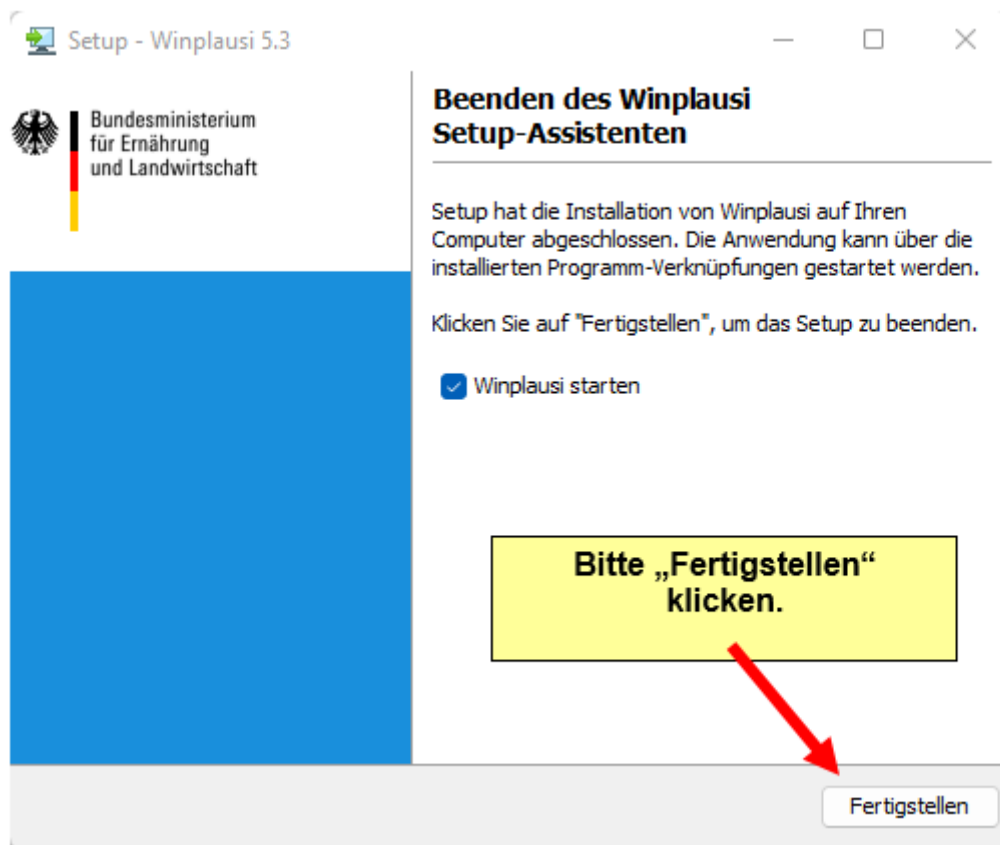 Setup - Winplausi 5.3
Bundesministerium
für Ernährung
und Landwirtschaft
Beenden des Winplausi
Setup-Assistenten
Setup hat die Installation von Winplausi auf Ihren
Computer abgeschlossen. Die Anwendung kann über die
installierten Programm-Verknüpfungen gestartet werden.
Klicken Sie auf "Fertigstellen", um das Setup zu beenden.
Winplausi starten
Bitte „Fertigstellen“
klicken.
Fertigstellen